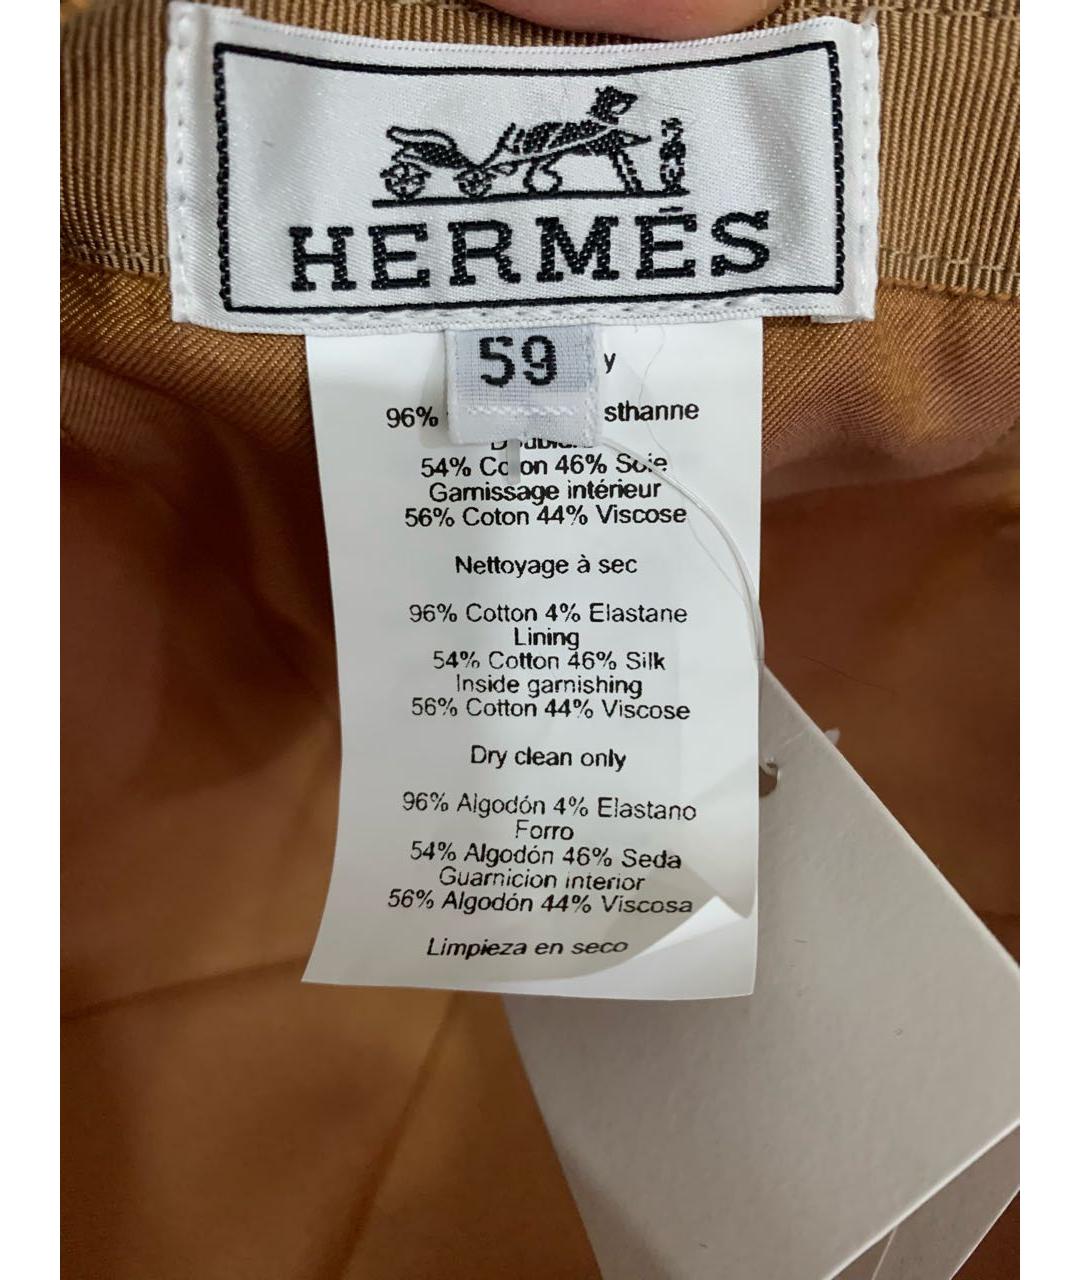 HERMÈS
59
y
96% sthanne
54% Coton 46% Soie
Garnissage intérieur
56% Coton 44% Viscose
Nettoyage à sec
96% Cotton 4% Elastane
Lining
54% Cotton 46% Silk
Inside garnishing
56% Cotton 44% Viscose
Dry clean only
96% Algodón 4% Elastano
Forro
54% Algodón 46% Seda
Guarnicion interior
56% Algodón 44% Viscosa
Limpieza en seco